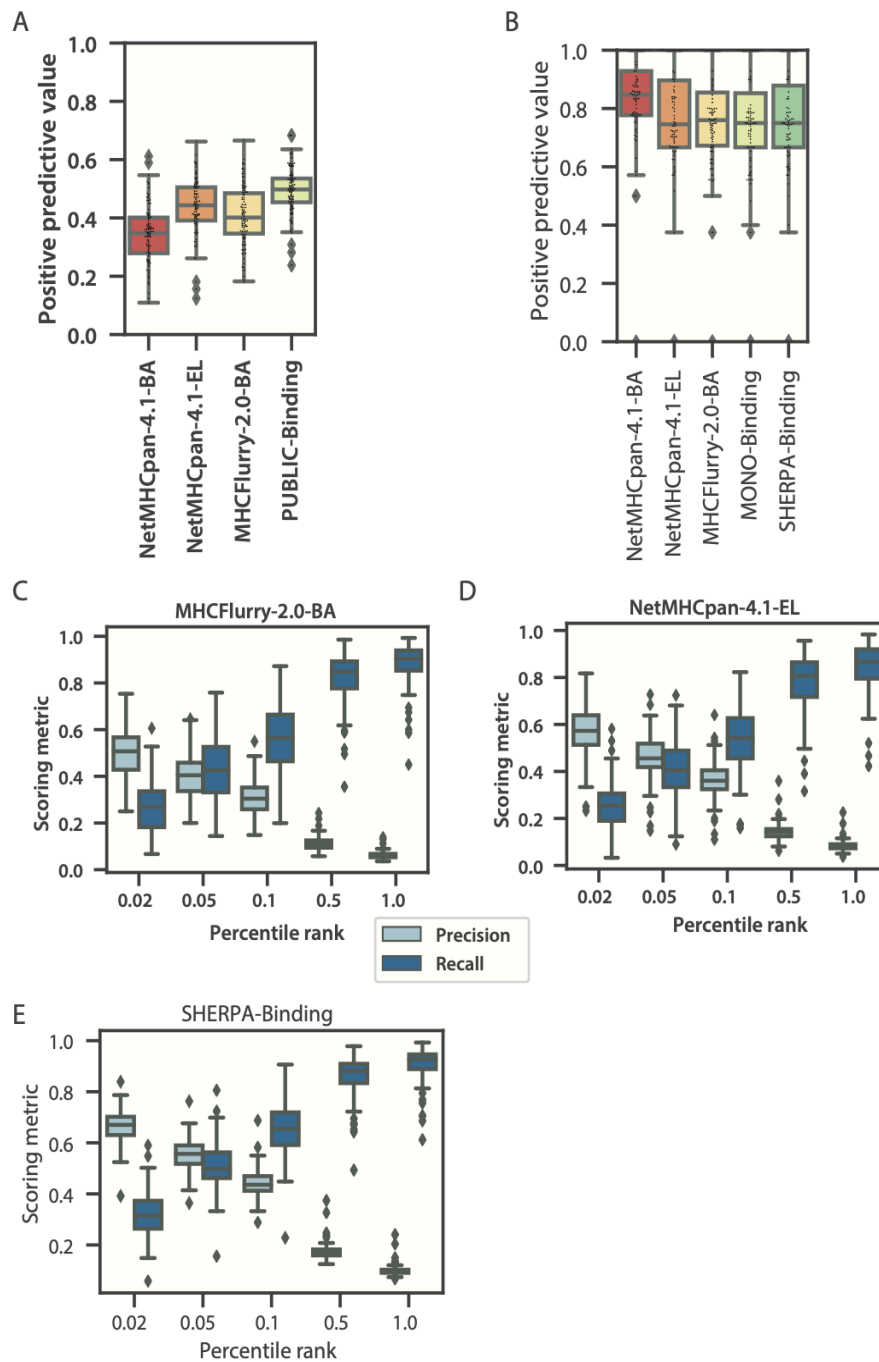 A
Positive predictive value
1.0
0.8
0.6
0.4
0.2
0.0
NetMHCpan-4.1-BA
NetMHCpan-4.1-EL
MHCFlurry-2.0-BA
PUBLIC-Binding
B
Positive predictive value
1.0
0.8
0.6
0.4
0.2
0.0
NetMHCpan-4.1-BA
NetMHCpan-4.1-EL
MHCFlurry-2.0-BA
MONO-Binding
SHERPA-Binding
C
MHCFlurry-2.0-BA
Scoring metric
1.0
0.8
0.6
0.4
0.2
0.0
0.02 0.05 0.1 0.5 1.0
Percentile rank
D
NetMHCpan-4.1-EL
Scoring metric
1.0
0.8
0.6
0.4
0.2
0.0
0.02 0.05 0.1 0.5 1.0
Percentile rank
Precision
Recall
E
SHERPA-Binding
Scoring metric
1.0
0.8
0.6
0.4
0.2
0.02 0.05 0.1 0.5 1.0
Percentile rank